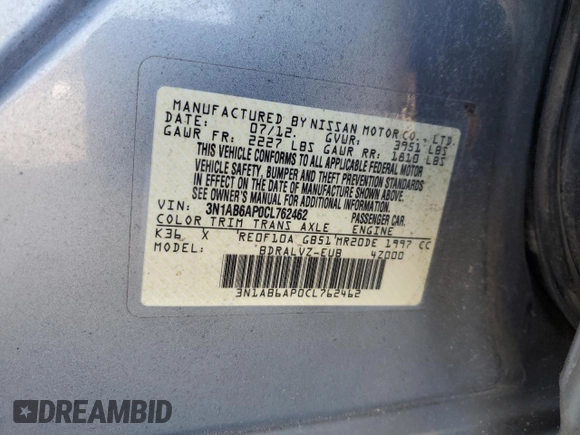 MANUFACTURED BY NISSAN MOTOR CO., LTD.
DATE: 07/12. GVWR: 3951 LBS
GAWR FR: 2227 LBS GAWR RR: 1810 LBS
THIS VEHICLE CONFORMS TO ALL APPLICABLE FEDERAL MOTOR
VEHICLE SAFETY, BUMPER AND THEFT PREVENTION STANDARDS
IN EFFECT ON THE DATE OF MANUFACTURE SHOWN ABOVE.
SEE OWNER'S MANUAL FOR ADDITIONAL INFORMATION.
VIN: 3N1AB6AP0CL762462 PASSENGER CAR.
COLOR TRIM TRANS AXLE ENGINE
K36 X RE0F10A GB51 MR20DE 1997 CC
MODEL: BDRALVZ-EUB 4Z000
3N1AB6AP0CL762462
DREAMBID